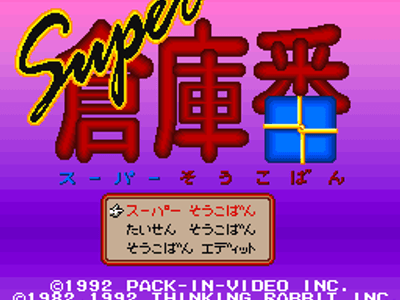 Super
倉庫番
スーパーそうこばん
スーパー そうこばん
たいせん そうこばん
そうこばん エディット
©1992 PACK-IN-VIDEO INC.
©1982,1992 THINKING RABBIT INC.